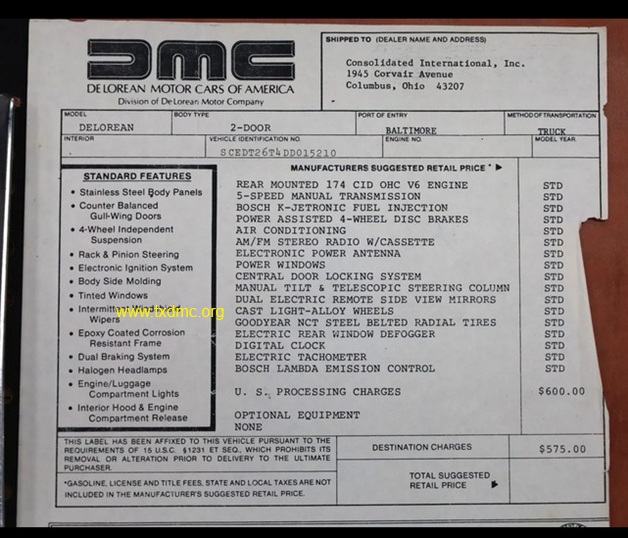 DMC
DE LOREAN MOTOR CARS OF AMERICA
Division of De Lorean Motor Company
SHIPPED TO (DEALER NAME AND ADDRESS)
Consolidated International, Inc.
1945 Corvair Avenue
Columbus, Ohio 43207
MODEL BODY TYPE PORT OF ENTRY METHOD OF TRANSPORTATION
DELOREAN 2-DOOR BALTIMORE TRUCK
INTERIOR VEHICLE IDENTIFICATION NO. ENGINE NO. MODEL YEAR
SCEDT26T4DD015210
STANDARD FEATURES
• Stainless Steel Body Panels
• Counter Balanced
Gull-Wing Doors
• 4-Wheel Independent
Suspension
• Rack & Pinion Steering
• Electronic Ignition System
• Body Side Molding
• Tinted Windows
• Intermittent
Wipers
• Epoxy Coated Corrosion
Resistant Frame
• Dual Braking System
• Halogen Headlamps
• Engine/Luggage
Compartment Lights
• Interior Hood & Engine
Compartment Release
www.txdmc.org
MANUFACTURERS SUGGESTED RETAIL PRICE * ▶
REAR MOUNTED 174 CID OHC V6 ENGINE STD
5-SPEED MANUAL TRANSMISSION STD
BOSCH K-JETRONIC FUEL INJECTION STD
POWER ASSISTED 4-WHEEL DISC BRAKES STD
AIR CONDITIONING STD
AM/FM STEREO RADIO W/CASSETTE STD
ELECTRONIC POWER ANTENNA STD
POWER WINDOWS STD
CENTRAL DOOR LOCKING SYSTEM STD
MANUAL TILT & TELESCOPIC STEERING COLUMN STD
DUAL ELECTRIC REMOTE SIDE VIEW MIRRORS STD
CAST LIGHT-ALLOY WHEELS STD
GOODYEAR NCT STEEL BELTED RADIAL TIRES STD
ELECTRIC REAR WINDOW DEFOGGER STD
DIGITAL CLOCK STD
ELECTRIC TACHOMETER STD
BOSCH LAMBDA EMISSION CONTROL STD
U. S. PROCESSING CHARGES $600.00
OPTIONAL EQUIPMENT
NONE
THIS LABEL HAS BEEN AFFIXED TO THIS VEHICLE PURSUANT TO THE
REQUIREMENTS OF 15 U.S.C. §1231 ET SEQ., WHICH PROHIBITS ITS
REMOVAL OR ALTERATION PRIOR TO DELIVERY TO THE ULTIMATE
PURCHASER.
*GASOLINE, LICENSE AND TITLE FEES, STATE AND LOCAL TAXES ARE NOT
INCLUDED IN THE MANUFACTURER'S SUGGESTED RETAIL PRICE.
DESTINATION CHARGES $575.00
TOTAL SUGGESTED
RETAIL PRICE ▶